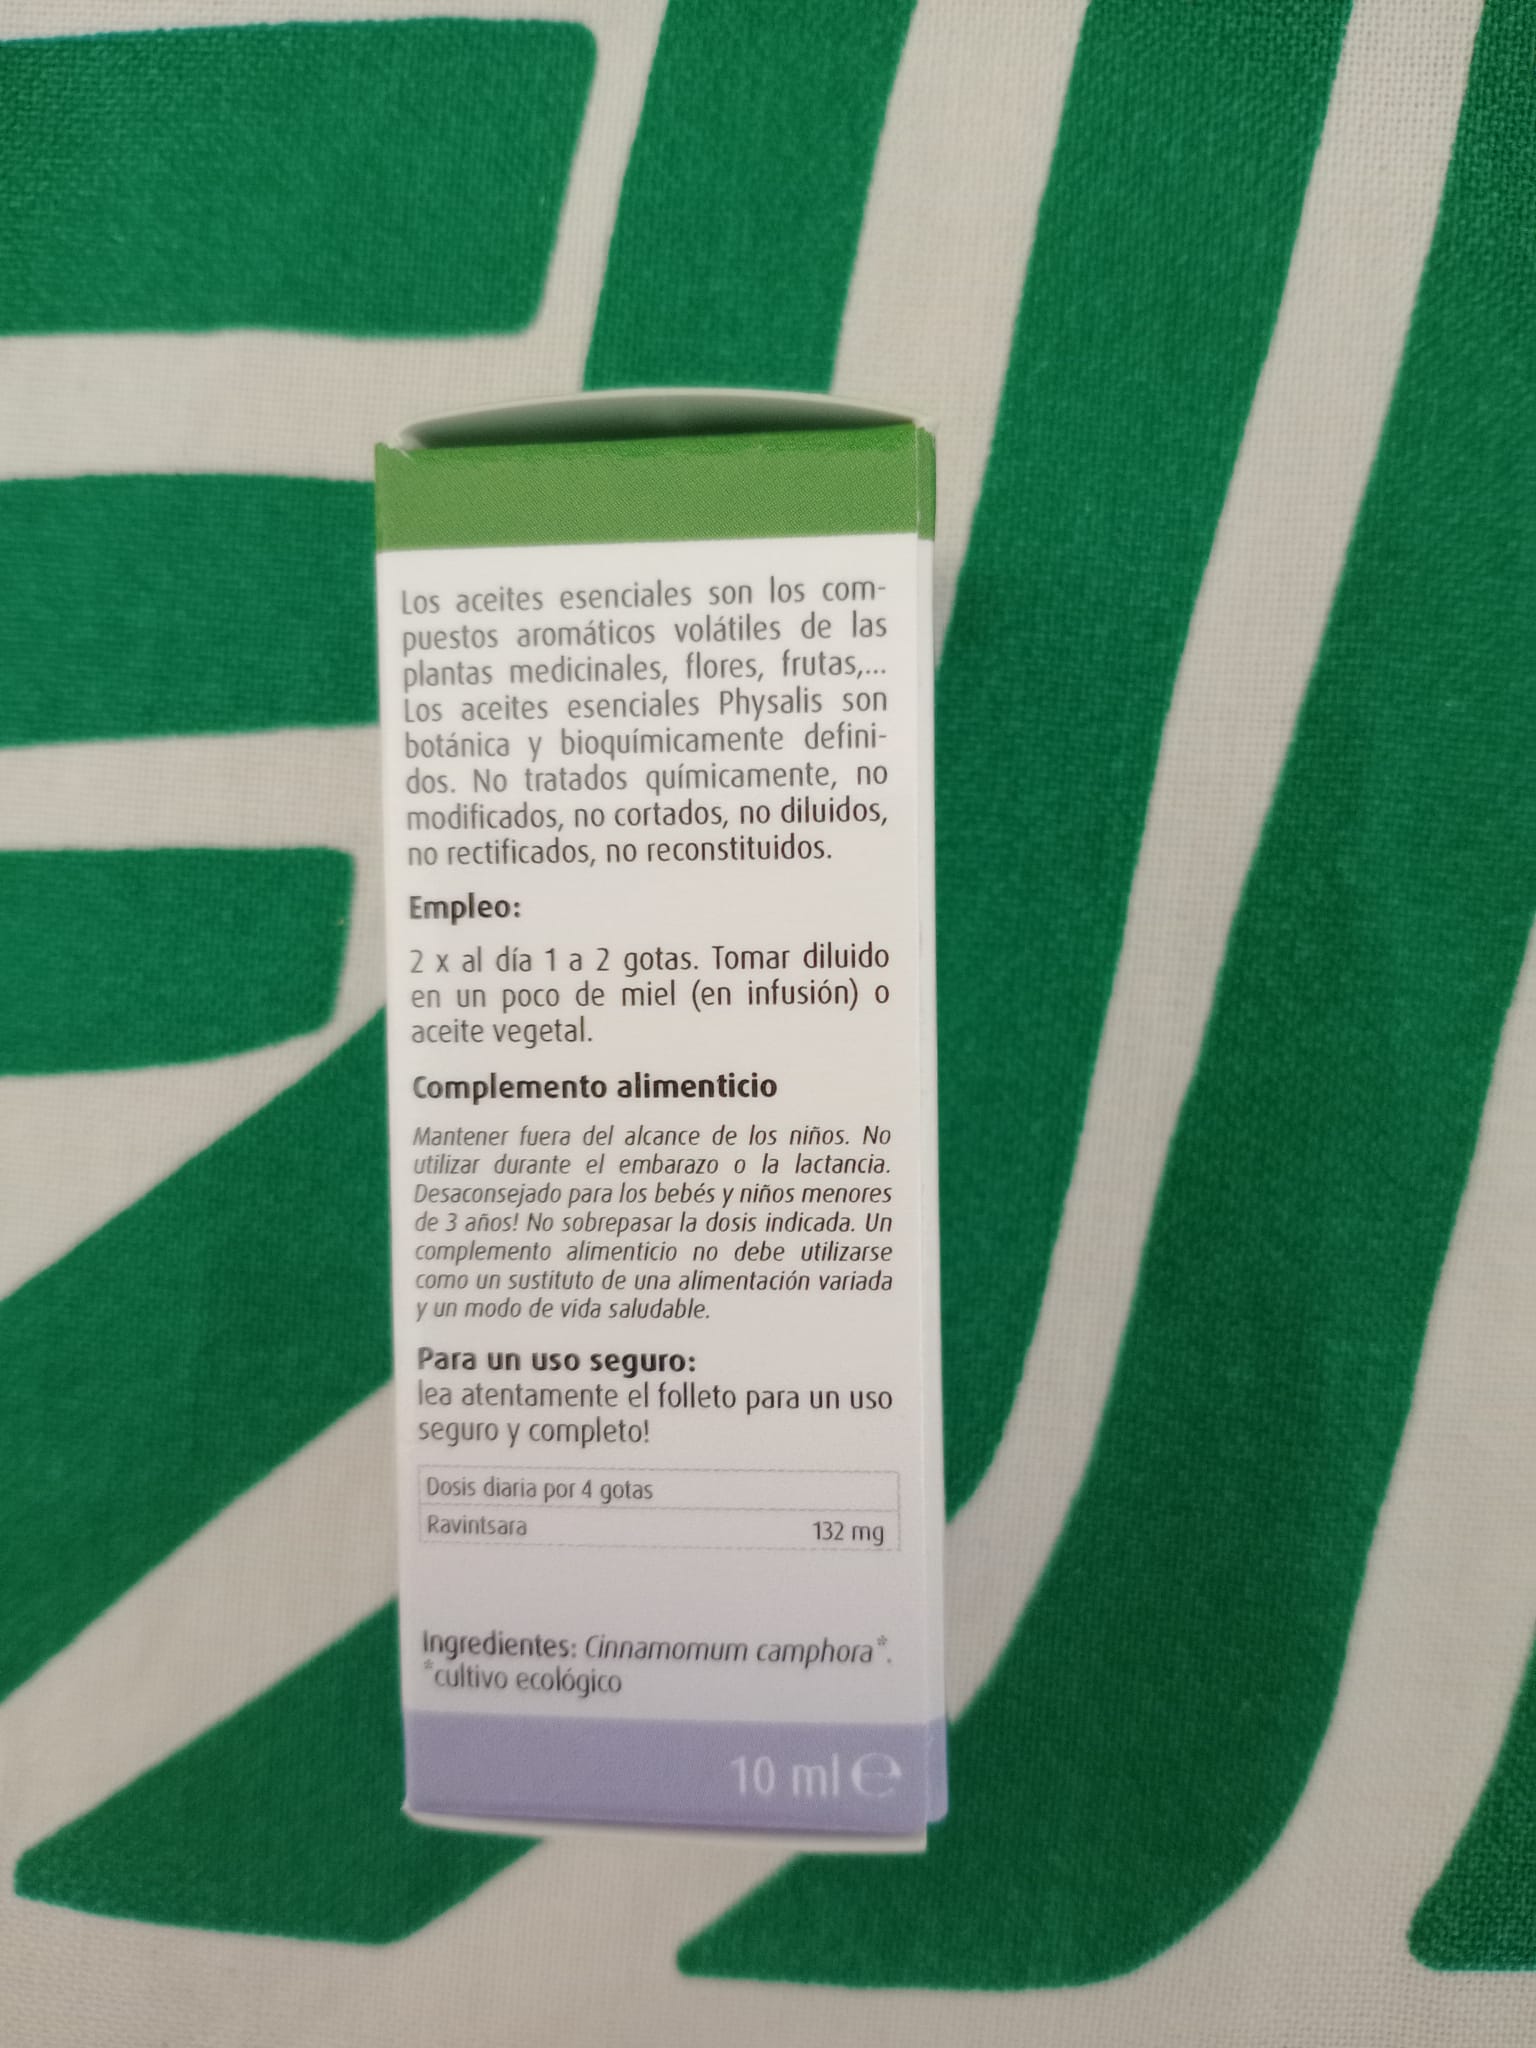 Los aceites esenciales son los com-
puestos aromáticos volátiles de las
plantas medicinales, flores, frutas,...
Los aceites esenciales Physalis son
botánica y bioquímicamente defini-
dos. No tratados químicamente, no
modificados, no cortados, no diluidos,
no rectificados, no reconstituidos.
Empleo:
2 x al día 1 a 2 gotas. Tomar diluido
en un poco de miel (en infusión) o
aceite vegetal.
Complemento alimenticio
Mantener fuera del alcance de los niños. No
utilizar durante el embarazo o la lactancia.
Desaconsejado para los bebés y niños menores
de 3 años! No sobrepasar la dosis indicada. Un
complemento alimenticio no debe utilizarse
como un sustituto de una alimentación variada
y un modo de vida saludable.
Para un uso seguro:
lea atentamente el folleto para un uso
seguro y completo!
Dosis diaria por 4 gotas
Ravintsara 132 mg
Ingredientes: Cinnamomum camphora*.
*cultivo ecológico
10 ml ℮